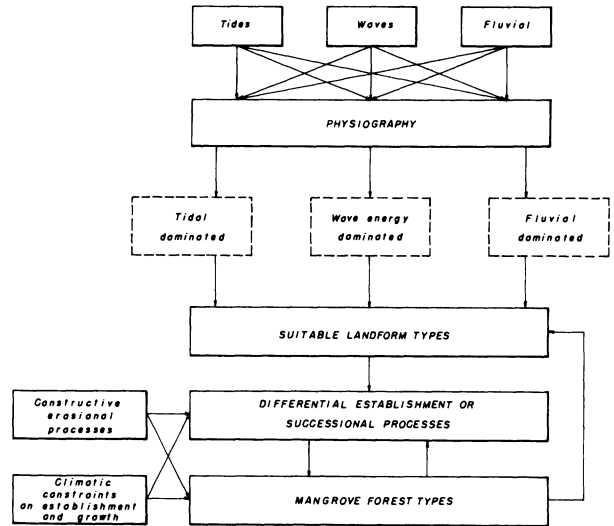 Tides
Waves
Fluvial
PHYSIOGRAPHY
Tidal
dominated
Wave energy
dominated
Fluvial
dominated
SUITABLE LANDFORM TYPES
Constructive
erosional
processes
DIFFERENTIAL ESTABLISHMENT OR
SUCCESSIONAL PROCESSES
Climatic
constraints
on establishment
and growth
MANGROVE FOREST TYPES